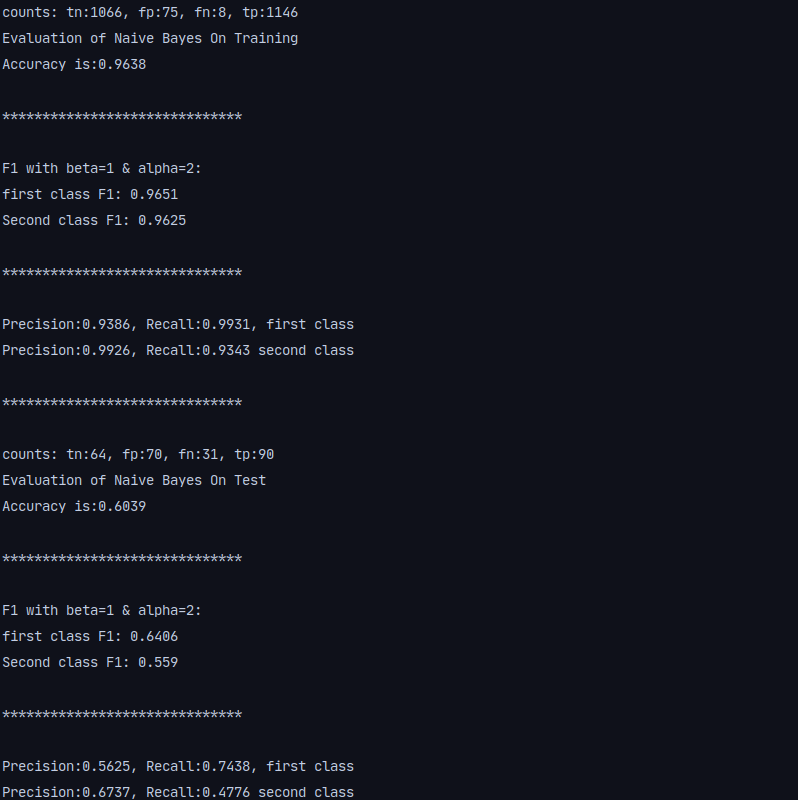 counts: tn:1066, fp:75, fn:8, tp:1146
Evaluation of Naive Bayes On Training
Accuracy is:0.9638
******************************
F1 with beta=1 & alpha=2:
first class F1: 0.9651
Second class F1: 0.9625
******************************
Precision:0.9386, Recall:0.9931, first class
Precision:0.9926, Recall:0.9343 second class
******************************
counts: tn:64, fp:70, fn:31, tp:90
Evaluation of Naive Bayes On Test
Accuracy is:0.6039
******************************
F1 with beta=1 & alpha=2:
first class F1: 0.6406
Second class F1: 0.559
******************************
Precision:0.5625, Recall:0.7438, first class
Precision:0.6737, Recall:0.4776 second class